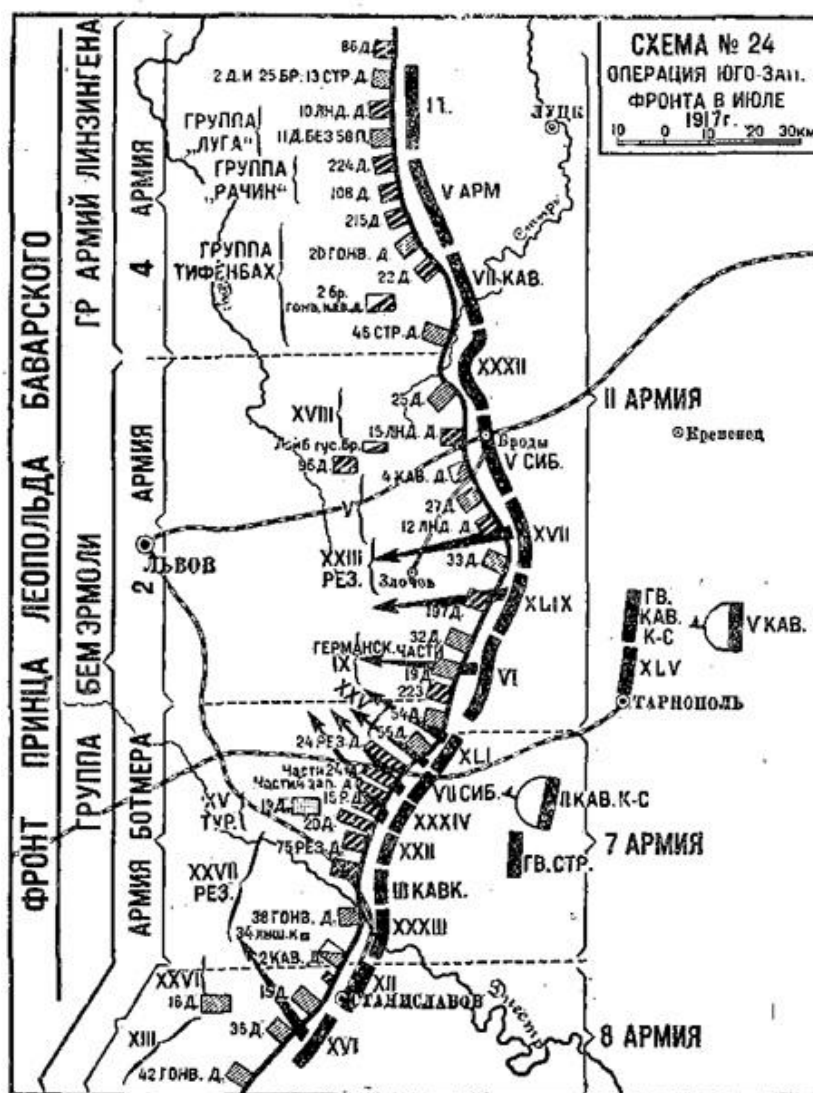 СХЕМА № 24
ОПЕРАЦИЯ ЮГО-ЗАП.
ФРОНТА В ИЮЛЕ
1917г.
10 0 10 20 30км
ФРОНТ ПРИНЦА ЛЕОПОЛЬДА БАВАРСКОГО
ГР АРМИЙ ЛИНЗИНГЕНА
ГРУППА БЕМ ЭРМОЛИ
4 АРМИЯ
2 АРМИЯ
АРМИЯ БОТМЕРА
86 Д.
2 Д. И 25 БР. 13 СТР. Д.
10 ЛНД. Д.
ГРУППА
„ЛУГА"
11 Д. БЕЗ 58 П.
ГРУППА
„РАЧИН"
224 Д.
108 Д.
215 Д.
20 ГОНВ. Д.
ГРУППА
ТИФЕНБАХ
22 Д.
2 бр.
46 СТР. Д.
V АРМ
VII КАВ.
XXXII
ЛУЦК
II АРМИЯ
25 Д.
XVIII
15 ЛНД. Д.
Лейб гус. бр.
96 Д.
Броды
V СИБ.
Кременец
4 КАВ. Д.
27 Д.
V
12 ЛНД. Д.
XVII
ЛЬВОВ
XXIII
РЕЗ.
Злочов
33 Д.
197 Д.
XLIX
32 Д.
ГЕРМАНСК. ЧАСТИ
IX
19 Д.
223
VI
ГВ.
КАВ.
К-С
V КАВ.
XLV
ТАРНОПОЛЬ
XXV
54 Д.
55 Д.
24 РЕЗ. Д.
XLI
VII СИБ.
II КАВ. К-С
XV
ТУР.
20 Д.
XXXIV
75 РЕЗ. Д.
XXII
ГВ. СТР.
7 АРМИЯ
XXVII
РЕЗ.
III КАВК.
38 ГОНВ. Д.
XXXIII
2 КАВ. Д.
XXVI
16 Д.
15 Д.
XII
СТАНИСЛАВОВ
Днестр
XIII
36 Д.
XVI
8 АРМИЯ
42 ГОНВ. Д.